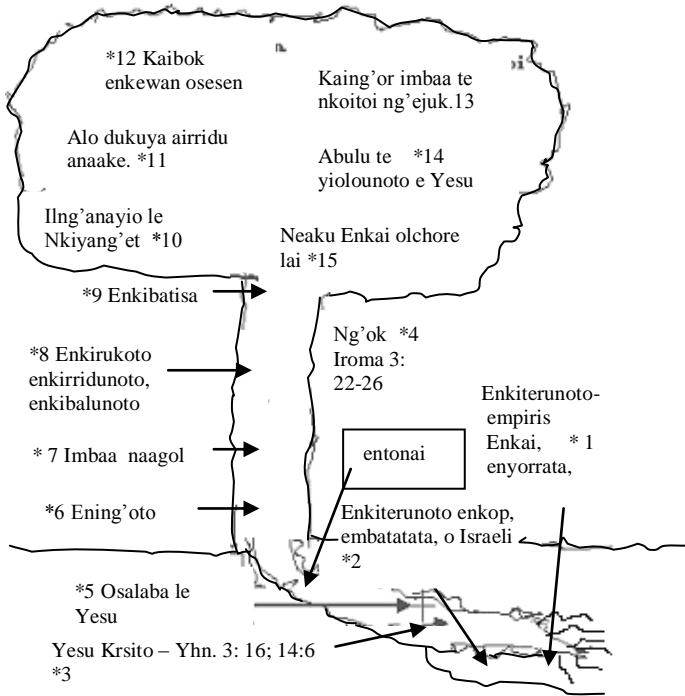 *12 Kaibok
enkewan osesen
Kaing'or imbaa te
nkoitoi ng'ejuk.13
Alo dukuya airridu
anaake. *11
Abulu te *14
yiolounoto e Yesu
Ilng'anayio le
Nkiyang'et *10
Neaku Enkai olchore
lai *15
*9 Enkibatisa
*8 Enkirukoto
enkirridunoto,
enkibalunoto
Ng'ok *4
Iroma 3:
22-26
* 7 Imbaa naagol
*6 Ening'oto
entonai
Enkiterunoto-
empiris
Enkai, * 1
enyorrata,
Enkiterunoto enkop,
embatatata, o Israeli
*2
*5 Osalaba le
Yesu
Yesu Krsito – Yhn. 3: 16; 14:6
*3